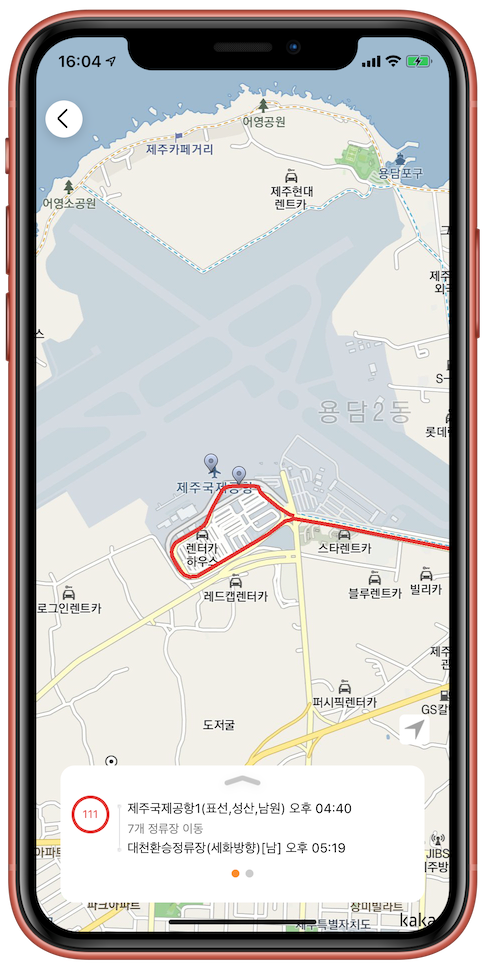 16:04
어영공원
제주카페거리
용담포구
제주현대
렌트카
어영소공원
용담2동
제주국제공항
렌터카
하우스
스타렌트카
레드캡렌터카
블루렌트카
빌리카
로그인렌트카
퍼시픽렌터카
GS칼
도저굴
111
제주국제공항1(표선,성산,남원) 오후 04:40
7개 정류장 이동
대천환승정류장(세화방향)[남] 오후 05:19
JIBS
파크아파트
장미빌라트
제주특별자치도
kaka